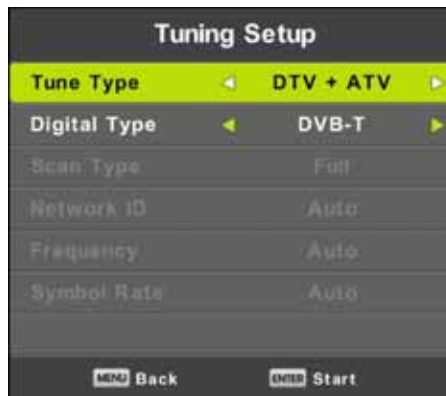 Tuning Setup
Tune Type DTV + ATV
Digital Type DVB-T
Scan Type Full
Network ID Auto
Frequency Auto
Symbol Rate Auto
MENU Back ENTER Start